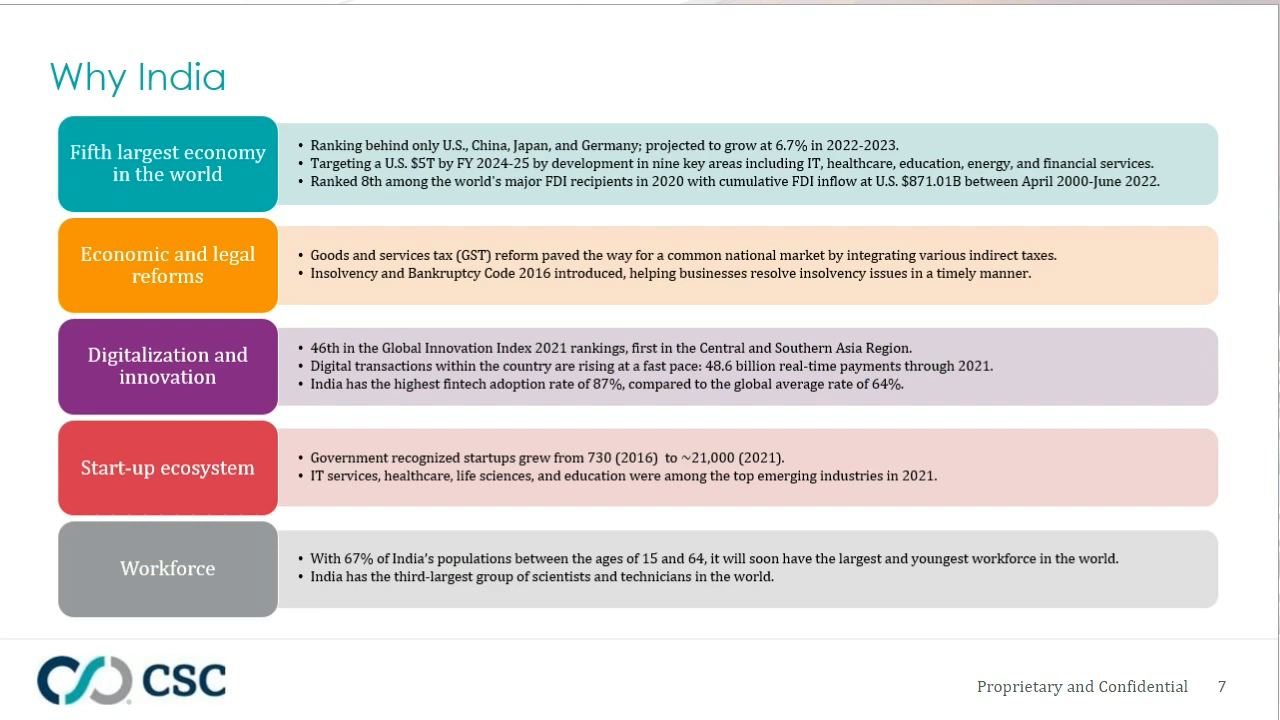 Why India
Fifth largest economy
in the world
• Ranking behind only U.S., China, Japan, and Germany; projected to grow at 6.7% in 2022-2023.
• Targeting a U.S. $5T by FY 2024-25 by development in nine key areas including IT, healthcare, education, energy, and financial services.
• Ranked 8th among the world's major FDI recipients in 2020 with cumulative FDI inflow at U.S. $871.01B between April 2000-June 2022.
Economic and legal
reforms
• Goods and services tax (GST) reform paved the way for a common national market by integrating various indirect taxes.
• Insolvency and Bankruptcy Code 2016 introduced, helping businesses resolve insolvency issues in a timely manner.
Digitalization and
innovation
• 46th in the Global Innovation Index 2021 rankings, first in the Central and Southern Asia Region.
• Digital transactions within the country are rising at a fast pace: 48.6 billion real-time payments through 2021.
• India has the highest fintech adoption rate of 87%, compared to the global average rate of 64%.
Start-up ecosystem
• Government recognized startups grew from 730 (2016) to ~21,000 (2021).
• IT services, healthcare, life sciences, and education were among the top emerging industries in 2021.
Workforce
• With 67% of India's populations between the ages of 15 and 64, it will soon have the largest and youngest workforce in the world.
• India has the third-largest group of scientists and technicians in the world.
CSC
Proprietary and Confidential 7